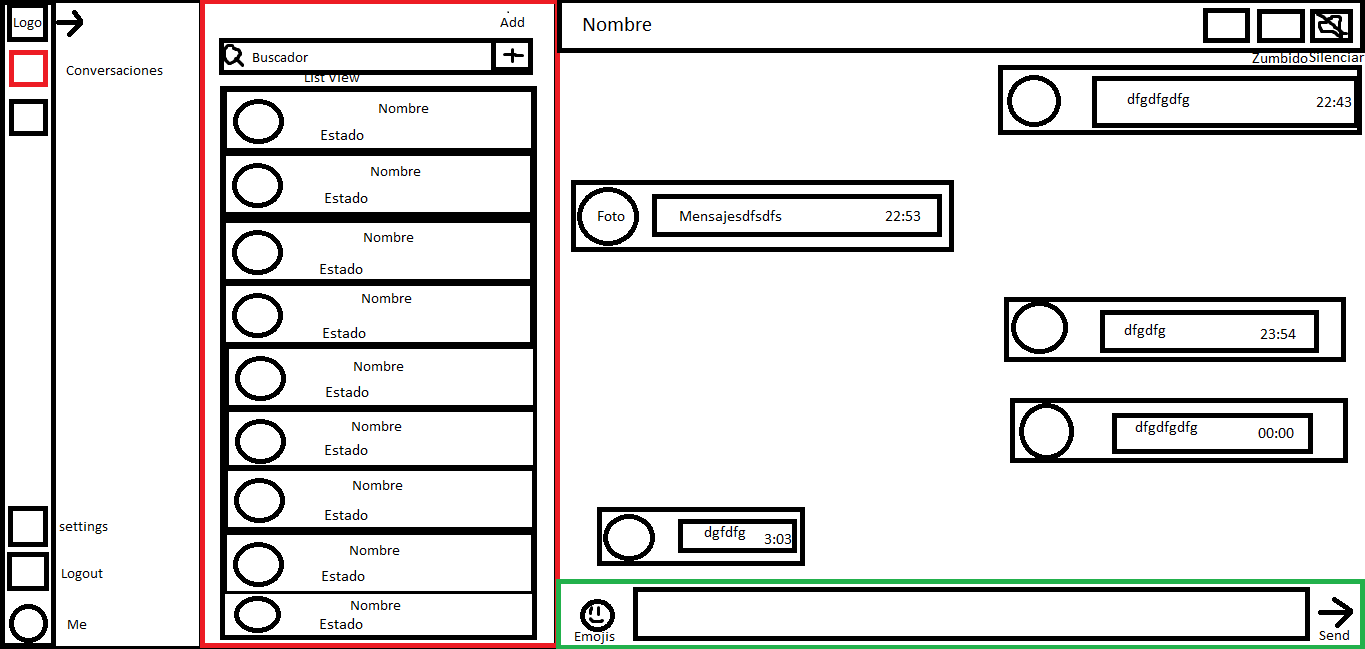 Logo
Conversaciones
settings
Logout
Me
Add
Buscador
List View
Nombre
Estado
Nombre
Estado
Nombre
Estado
Nombre
Estado
Nombre
Estado
Nombre
Estado
Nombre
Estado
Nombre
Estado
Nombre
Estado
Nombre
Zumbido Silenciar
dfgdfgdfg 22:43
Foto Mensajesdfsdfs 22:53
dfgdfg 23:54
dfgdfgdfg 00:00
dgfdfg 3:03
Emojis
Send